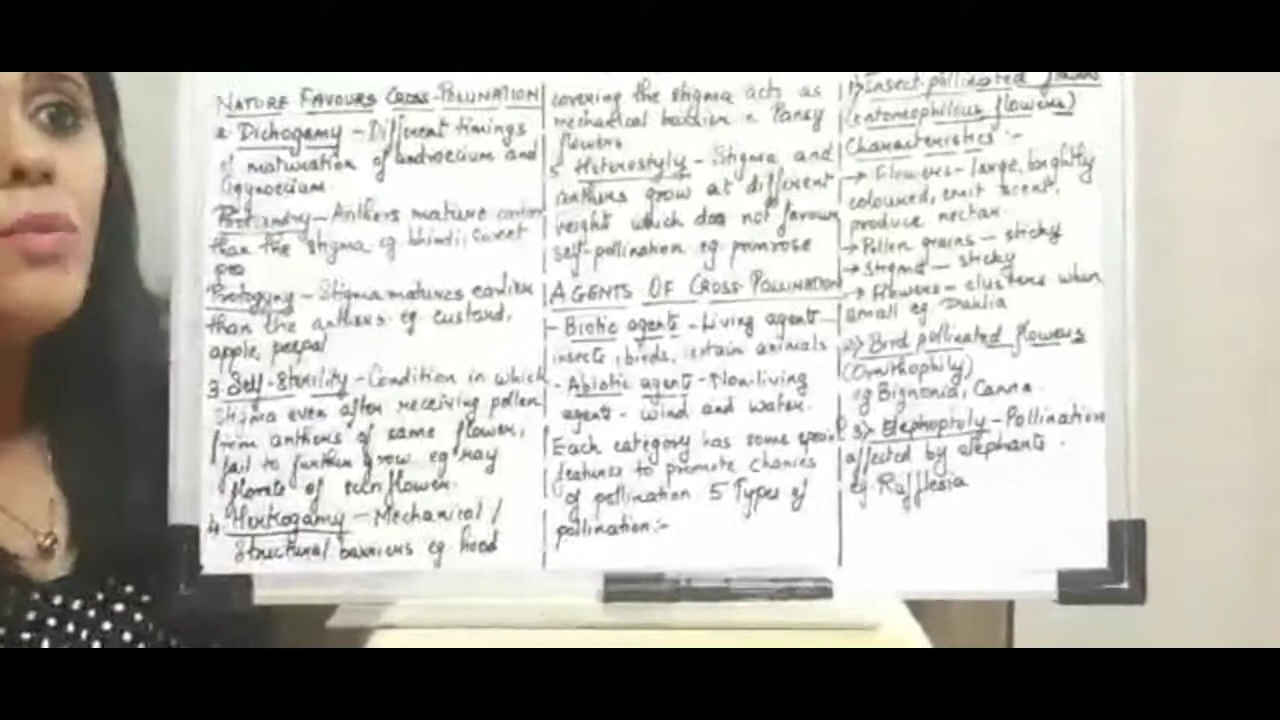 NATURE FAVOURS CROSS-POLLINATION
2 Dichogamy - Different timings
of maturation of androecium and
Gynoecium.
Protandry - Anthers mature earlier
than the stigma eg bhindi, sweet
pea
Protogyny - Stigma matures earlier
than the anthers. eg custard,
apple, peepal
3 Self-Sterility - Condition in which
stigma even after receiving pollen
from anthers of same flower,
fail to further grow eg ray
florets of sunflower.
4 Herkogamy - Mechanical /
Structural barriers eg hood
covering the stigma acts as
mechanical barrier in Pansy
flowers
5 Heterostyly - Stigma and
anthers grow at different
heights which does not favour
self-pollination eg primrose
AGENTS OF CROSS-POLLINATION
- Biotic agents - Living agent
insects, birds, certain animals
- Abiotic agent - Non-living
agents - wind and water.
Each category has some special
features to promote chances
of pollination 5 Types of
pollination:-
1) Insect-pollinated flowers
(entomophilous flowers)
Characteristics :-
→ Flowers - large, brightly
coloured, emit scent,
produce nectar.
→ Pollen grains - sticky
→ Stigma - sticky
→ Flowers - clusters when
small eg Dahlia
2) Bird pollinated flowers
(Ornithophily)
eg Bignonia, Canna.
3) Elephoptoly - Pollination
affected by elephants.
eg Rafflesia